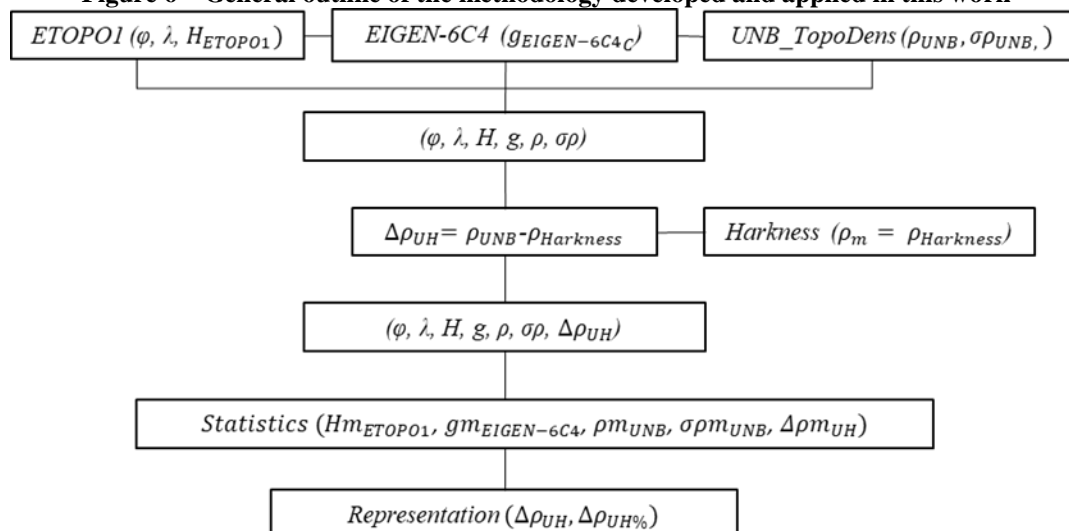 Figure 6 – General outline of the methodology developed and applied in this work
ETOPO1 (φ, λ, H_ETOPO1)
EIGEN-6C4 (g_EIGEN−6C4_C)
UNB_TopoDens(ρ_UNB, σρ_UNB, )
(φ, λ, H, g, ρ, σρ)
Δρ_UH = ρ_UNB-ρ_Harkness
Harkness (ρ_m = ρ_Harkness)
(φ, λ, H, g, ρ, σρ, Δρ_UH)
Statistics (Hm_ETOPO1, gm_EIGEN−6C4, ρm_UNB, σρm_UNB, Δρm_UH)
Representation (Δρ_UH, Δρ_UH%)